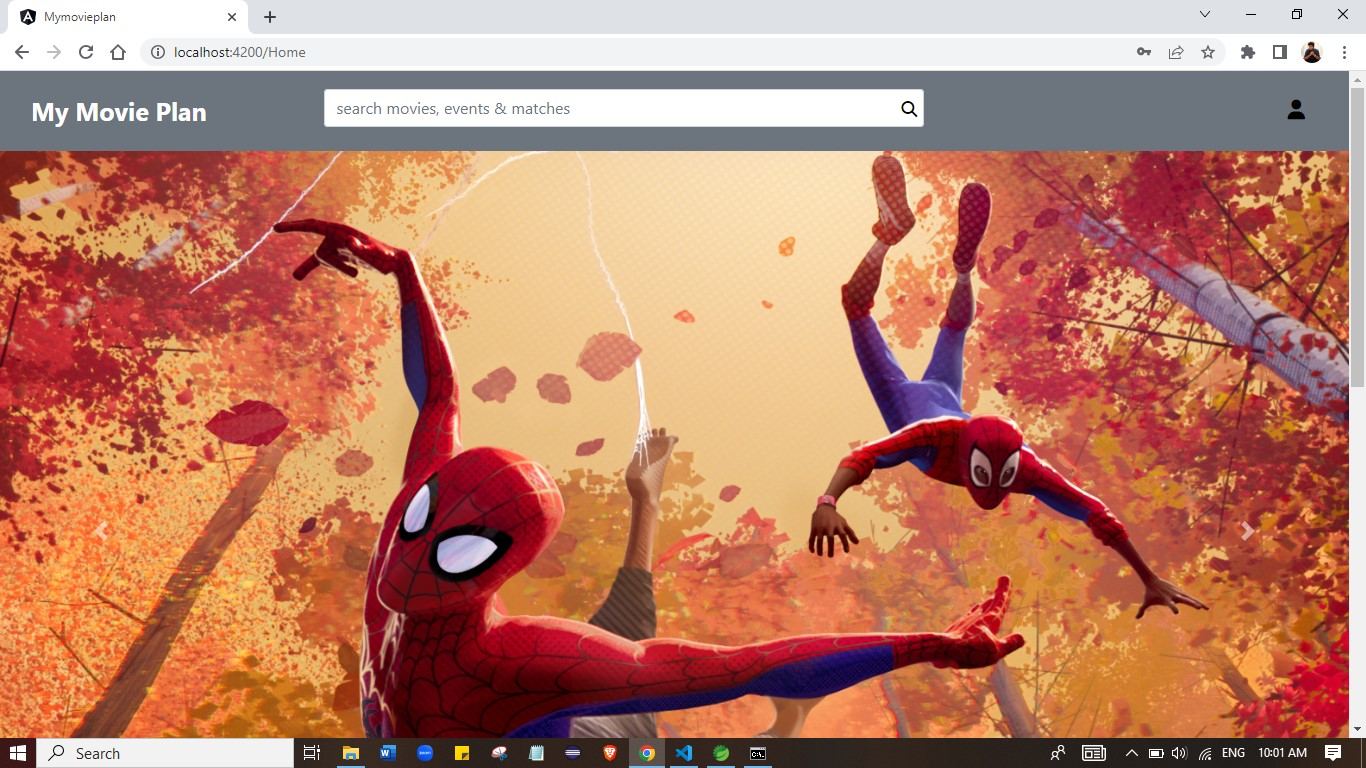 Mymovieplan
localhost:4200/Home
My Movie Plan
search movies, events & matches
Search
ENG
10:01 AM